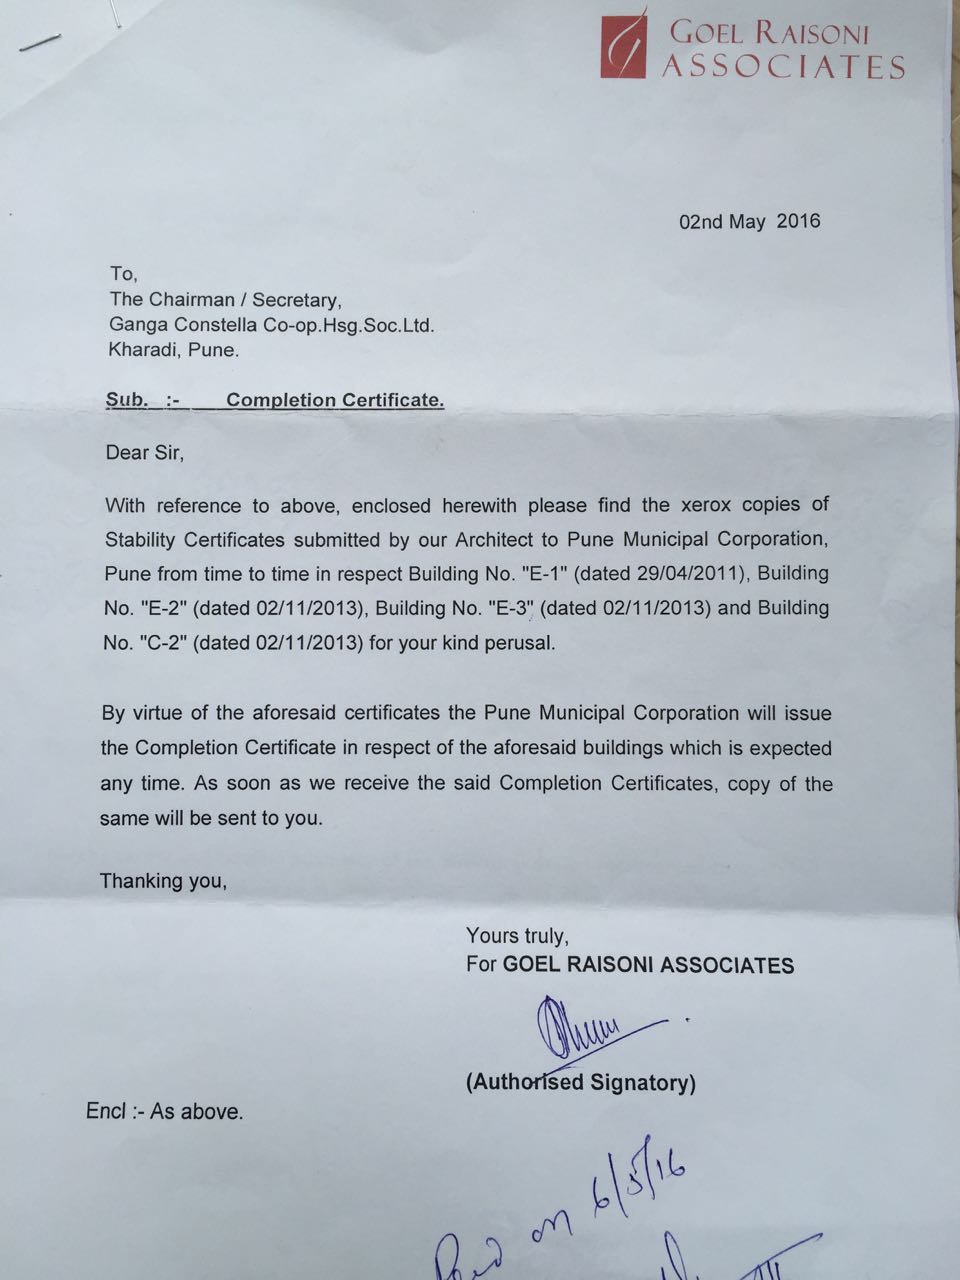 GOEL RAISONI
ASSOCIATES
02nd May 2016
To,
The Chairman / Secretary,
Ganga Constella Co-op.Hsg.Soc.Ltd.
Kharadi, Pune.
Sub. :- Completion Certificate.
Dear Sir,
With reference to above, enclosed herewith please find the xerox copies of
Stability Certificates submitted by our Architect to Pune Municipal Corporation,
Pune from time to time in respect Building No. "E-1" (dated 29/04/2011), Building
No. "E-2" (dated 02/11/2013), Building No. "E-3" (dated 02/11/2013) and Building
No. "C-2" (dated 02/11/2013) for your kind perusal.
By virtue of the aforesaid certificates the Pune Municipal Corporation will issue
the Completion Certificate in respect of the aforesaid buildings which is expected
any time. As soon as we receive the said Completion Certificates, copy of the
same will be sent to you.
Thanking you,
Yours truly,
For GOEL RAISONI ASSOCIATES
(Authorised Signatory)
Encl :- As above.
on 6/5/16